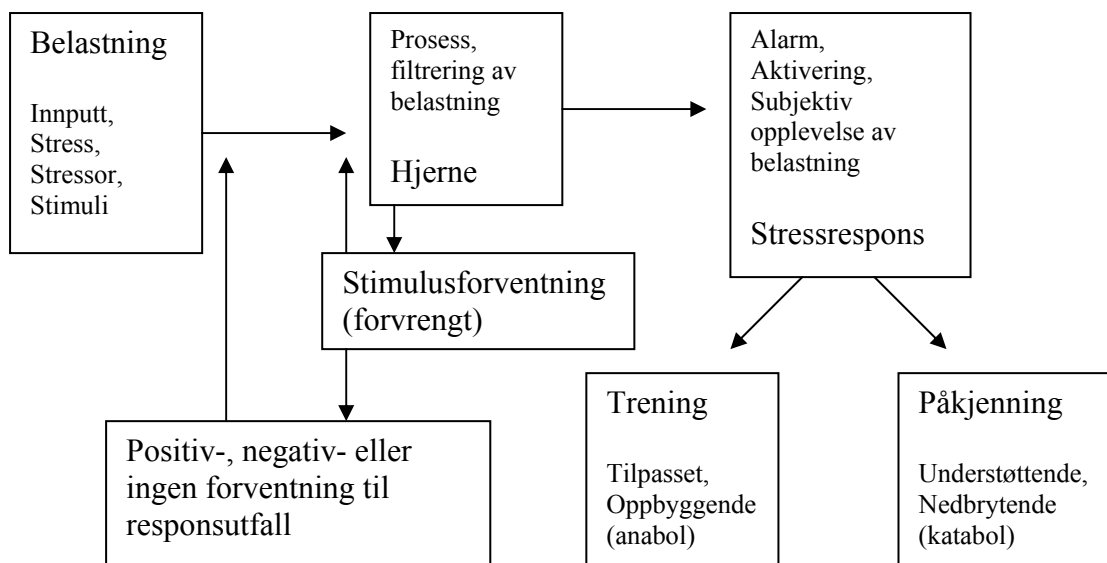 Belastning
Innputt,
Stress,
Stressor,
Stimuli
Prosess,
filtrering av
belastning
Hjerne
Alarm,
Aktivering,
Subjektiv
opplevelse av
belastning
Stressrespons
Stimulusforventning
(forvrengt)
Positiv-, negativ- eller
ingen forventning til
responsutfall
Trening
Tilpasset,
Oppbyggende
(anabol)
Påkjenning
Understøttende,
Nedbrytende
(katabol)